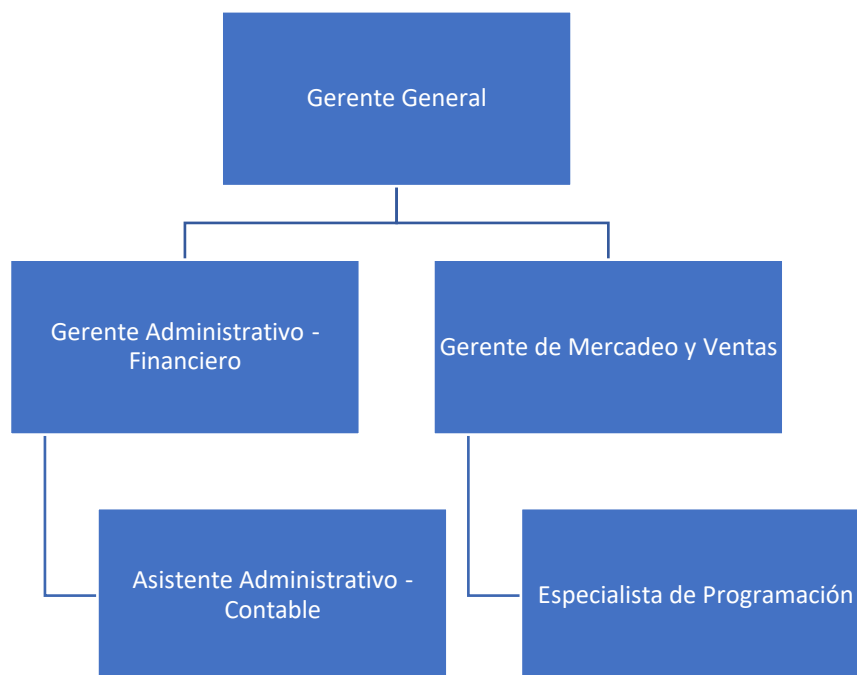 Gerente General
Gerente Administrativo -
Financiero
Gerente de Mercadeo y Ventas
Asistente Administrativo -
Contable
Especialista de Programación